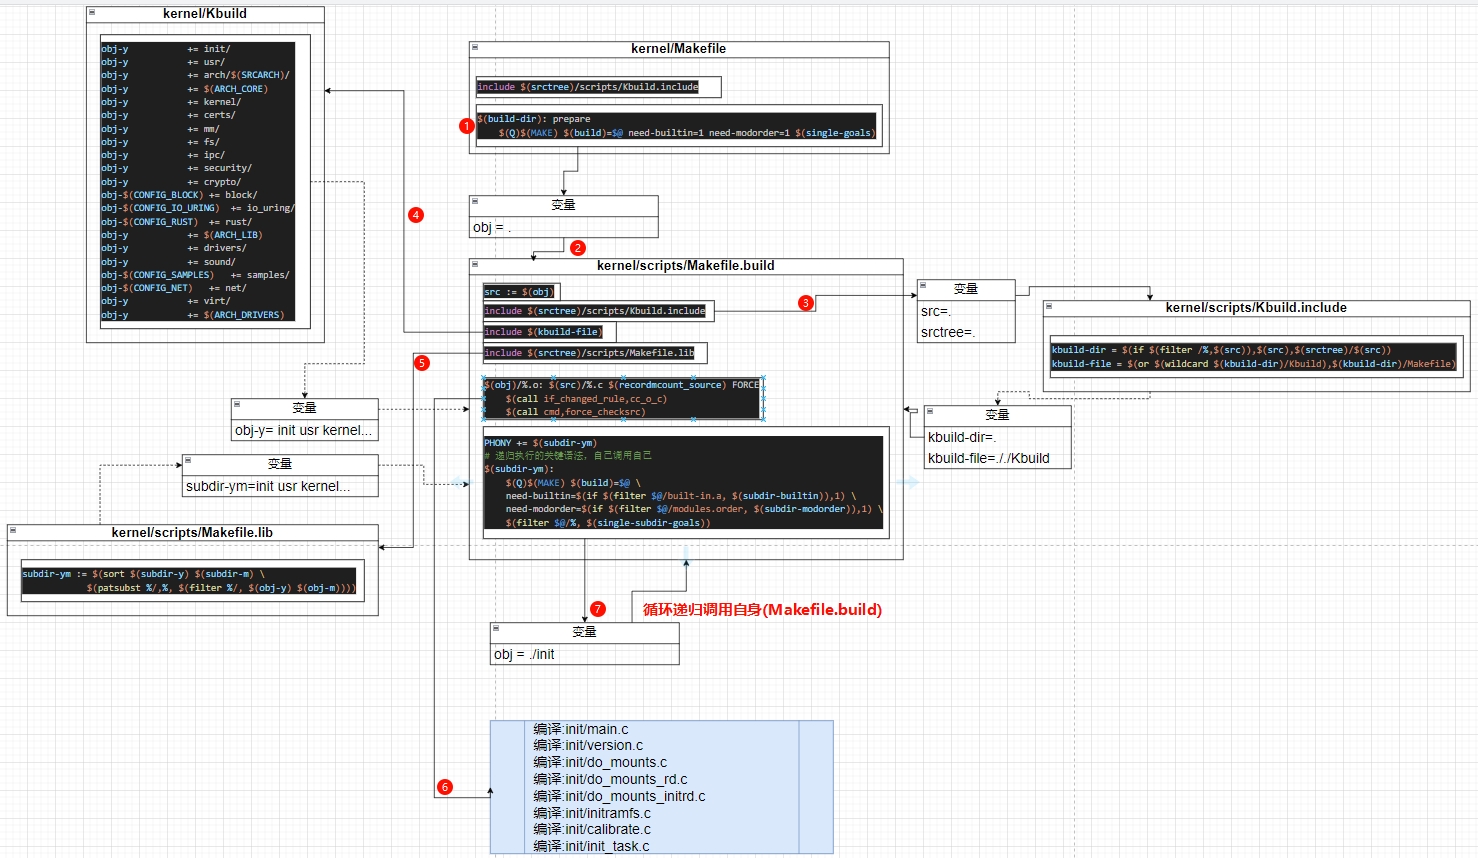 kernel/Kbuild
obj-y += init/
obj-y += usr/
obj-y += arch/$(SRCARCH)/
obj-y += $(ARCH_CORE)
obj-y += kernel/
obj-y += certs/
obj-y += mm/
obj-y += fs/
obj-y += ipc/
obj-y += security/
obj-y += crypto/
obj-$(CONFIG_BLOCK) += block/
obj-$(CONFIG_IO_URING) += io_uring/
obj-$(CONFIG_RUST) += rust/
obj-y += $(ARCH_LIB)
obj-y += drivers/
obj-y += sound/
obj-$(CONFIG_SAMPLES) += samples/
obj-$(CONFIG_NET) += net/
obj-y += virt/
obj-y += $(ARCH_DRIVERS)
kernel/Makefile
include $(srctree)/scripts/Kbuild.include
1
$(build-dir): prepare
$(Q)$(MAKE) $(build)=$@ need-builtin=1 need-modorder=1 $(single-goals)
变量
obj = .
4
2
kernel/scripts/Makefile.build
src := $(obj)
include $(srctree)/scripts/Kbuild.include
include $(kbuild-file)
include $(srctree)/scripts/Makefile.lib
3
5
$(obj)/%.o: $(src)/%.c $(recordmcount_source) FORCE
$(call if_changed_rule,cc_o_c)
$(call cmd,force_checksrc)
PHONY += $(subdir-ym)
# 递归执行的关键语法，自己调用自己
$(subdir-ym):
$(Q)$(MAKE) $(build)=$@ \
need-builtin=$(if $(filter $@/built-in.a, $(subdir-builtin)),1) \
need-modorder=$(if $(filter $@/modules.order, $(subdir-modorder)),1) \
$(filter $@/%, $(single-subdir-goals))
变量
src=.
srctree=.
kernel/scripts/Kbuild.include
kbuild-dir = $(if $(filter /%,$(src)),$(src),$(srctree)/$(src))
kbuild-file = $(or $(wildcard $(kbuild-dir)/Kbuild),$(kbuild-dir)/Makefile)
变量
kbuild-dir=.
kbuild-file=././Kbuild
变量
obj-y= init usr kernel...
变量
subdir-ym=init usr kernel...
kernel/scripts/Makefile.lib
subdir-ym := $(sort $(subdir-y) $(subdir-m) \
$(patsubst %/,%, $(filter %/, $(obj-y) $(obj-m))))
7
循环递归调用自身(Makefile.build)
变量
obj = ./init
6
编译:init/main.c
编译:init/version.c
编译:init/do_mounts.c
编译:init/do_mounts_rd.c
编译:init/do_mounts_initrd.c
编译:init/initramfs.c
编译:init/calibrate.c
编译:init/init_task.c